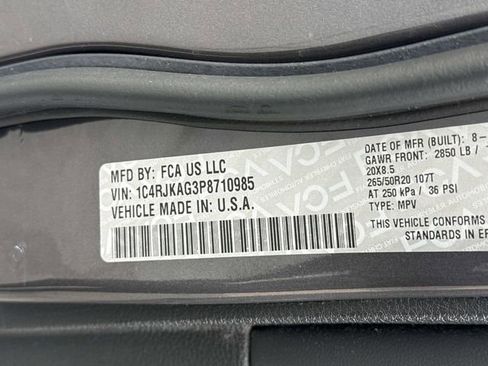 MFD BY: FCA US LLC
VIN: 1C4RJKAG3P8710985
VEHICLE MADE IN: U.S.A.
DATE OF MFR (BUILT): 8-
GAWR FRONT: 2850 LB /
20X8.5
265/50R20 107T
AT 250 kPa / 36 PSI
TYPE: MPV
THIS VEHICLE CONFORMS
STANDARDS IN EF